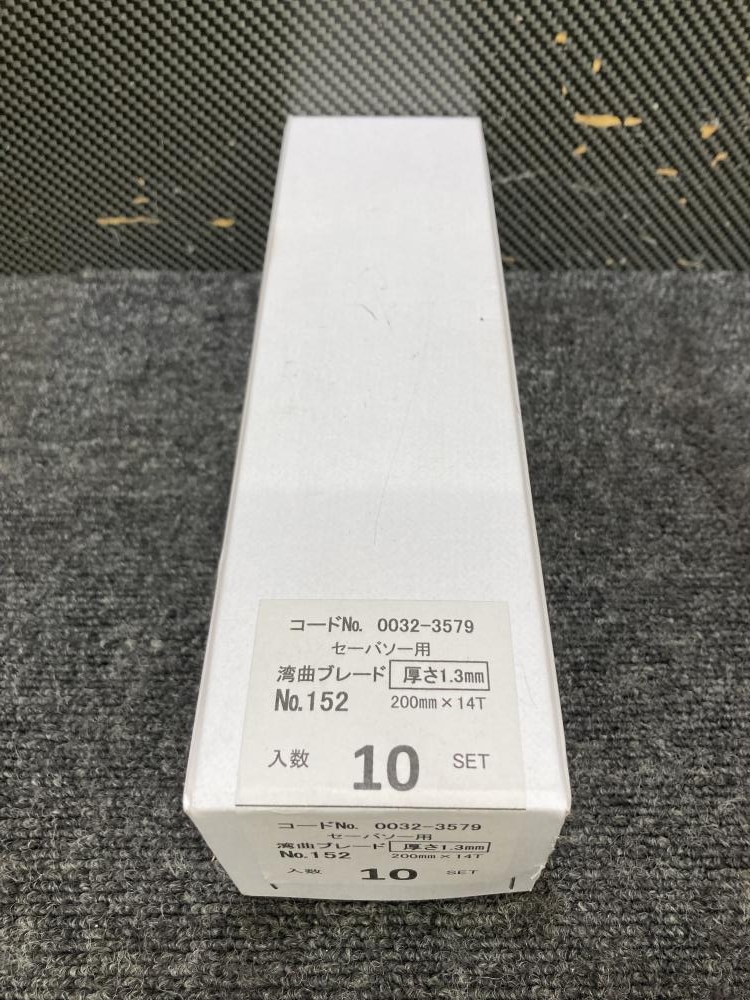 コードNo. 0032-3579
セーバソー用
湾曲ブレード 厚さ1.3mm
No.152 200mm×14T
入数 10 SET
コードNo. 0032-3579
セーバソー用
湾曲ブレード 厚さ1.3mm
No.152 200mm×14T
入数 10 SET